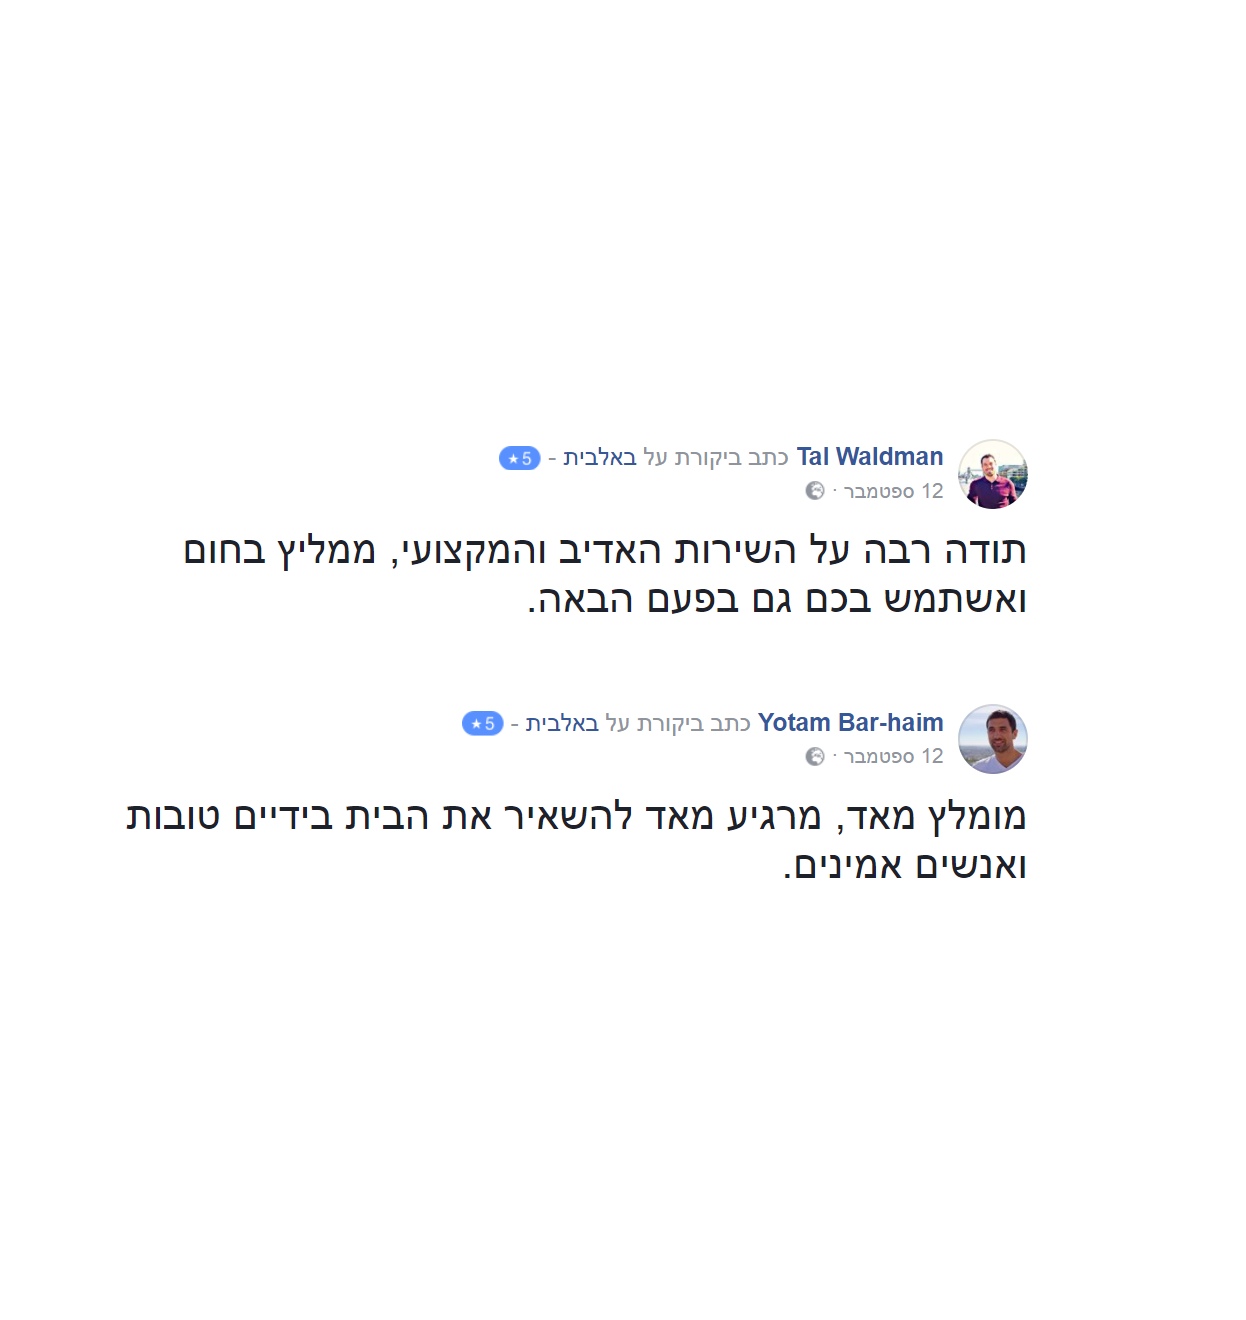 Tal Waldman כתב ביקורת על באלבית - 5★
12 ספטמבר ·
תודה רבה על השירות האדיב והמקצועי, ממליץ בחום
ואשתמש בכם גם בפעם הבאה.
Yotam Bar-haim כתב ביקורת על באלבית - 5★
12 ספטמבר ·
מומלץ מאד, מרגיע מאד להשאיר את הבית בידיים טובות
ואנשים אמינים.